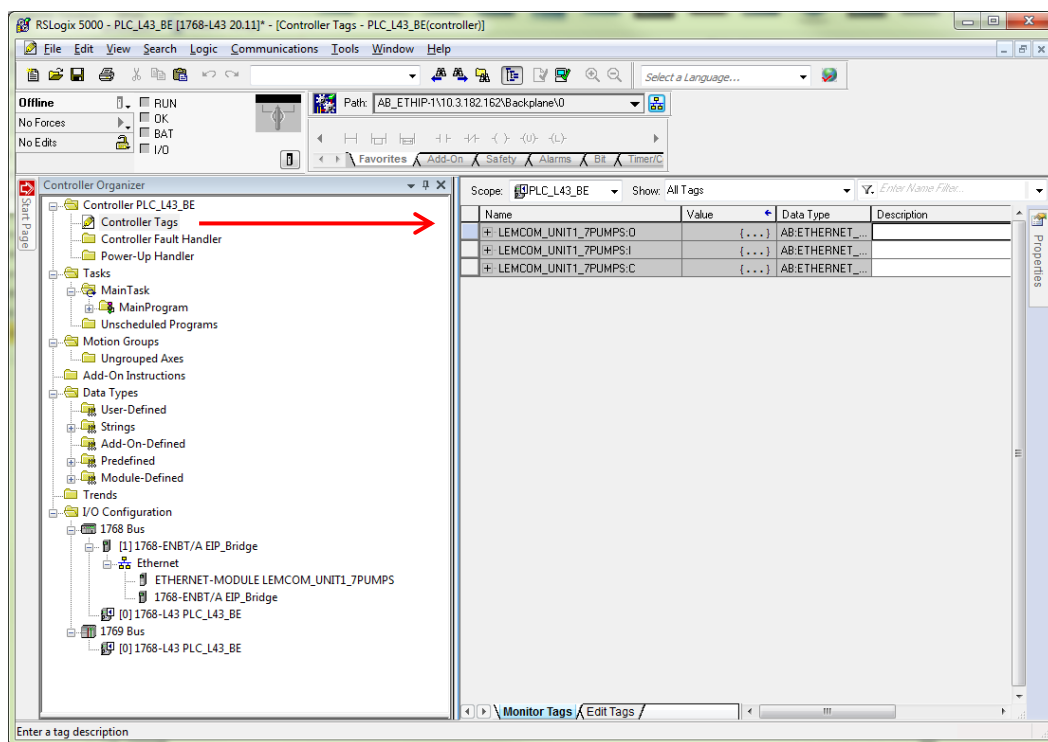 RSLogix 5000 - PLC_L43_BE [1768-L43 20.11]* - [Controller Tags - PLC_L43_BE(controller)]
File Edit View Search Logic Communications Tools Window Help
Select a Language...
Offline
RUN
No Forces
OK
No Edits
BAT
I/O
Path: AB_ETHIP-1\10.3.182.162\Backplane\0
Favorites Add-On Safety Alarms Bit Timer/C
Start Page
Controller Organizer
Controller PLC_L43_BE
Controller Tags
Controller Fault Handler
Power-Up Handler
Tasks
MainTask
MainProgram
Unscheduled Programs
Motion Groups
Ungrouped Axes
Add-On Instructions
Data Types
User-Defined
Strings
Add-On-Defined
Predefined
Module-Defined
Trends
I/O Configuration
1768 Bus
[1] 1768-ENBT/A EIP_Bridge
Ethernet
ETHERNET-MODULE LEMCOM_UNIT1_7PUMPS
1768-ENBT/A EIP_Bridge
[0] 1768-L43 PLC_L43_BE
1769 Bus
[0] 1768-L43 PLC_L43_BE
Scope: PLC_L43_BE Show: All Tags Enter Name Filter...
Name Value Data Type Description
LEMCOM_UNIT1_7PUMPS:O {...} AB:ETHERNET_...
LEMCOM_UNIT1_7PUMPS:I {...} AB:ETHERNET_...
LEMCOM_UNIT1_7PUMPS:C {...} AB:ETHERNET_...
Properties
Monitor Tags Edit Tags
Enter a tag description